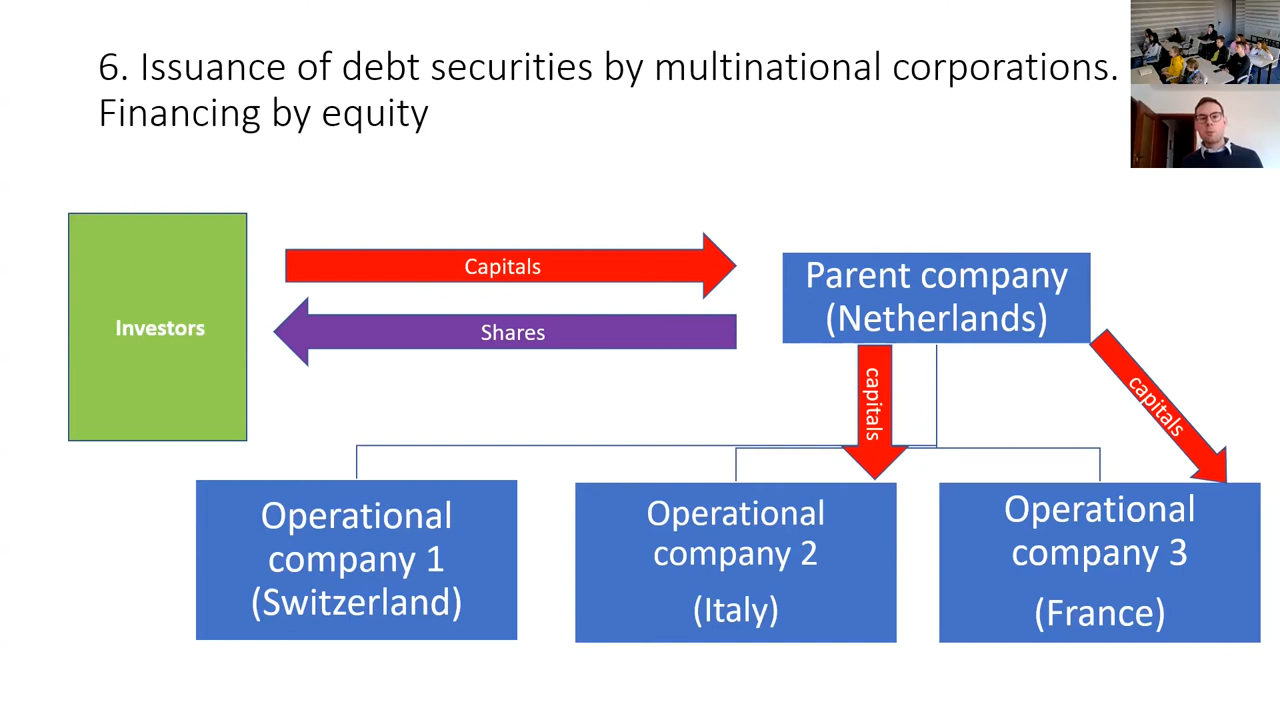 6. Issuance of debt securities by multinational corporations.
Financing by equity
Investors
Capitals
Shares
Parent company
(Netherlands)
capitals
capitals
Operational
company 1
(Switzerland)
Operational
company 2
(Italy)
Operational
company 3
(France)